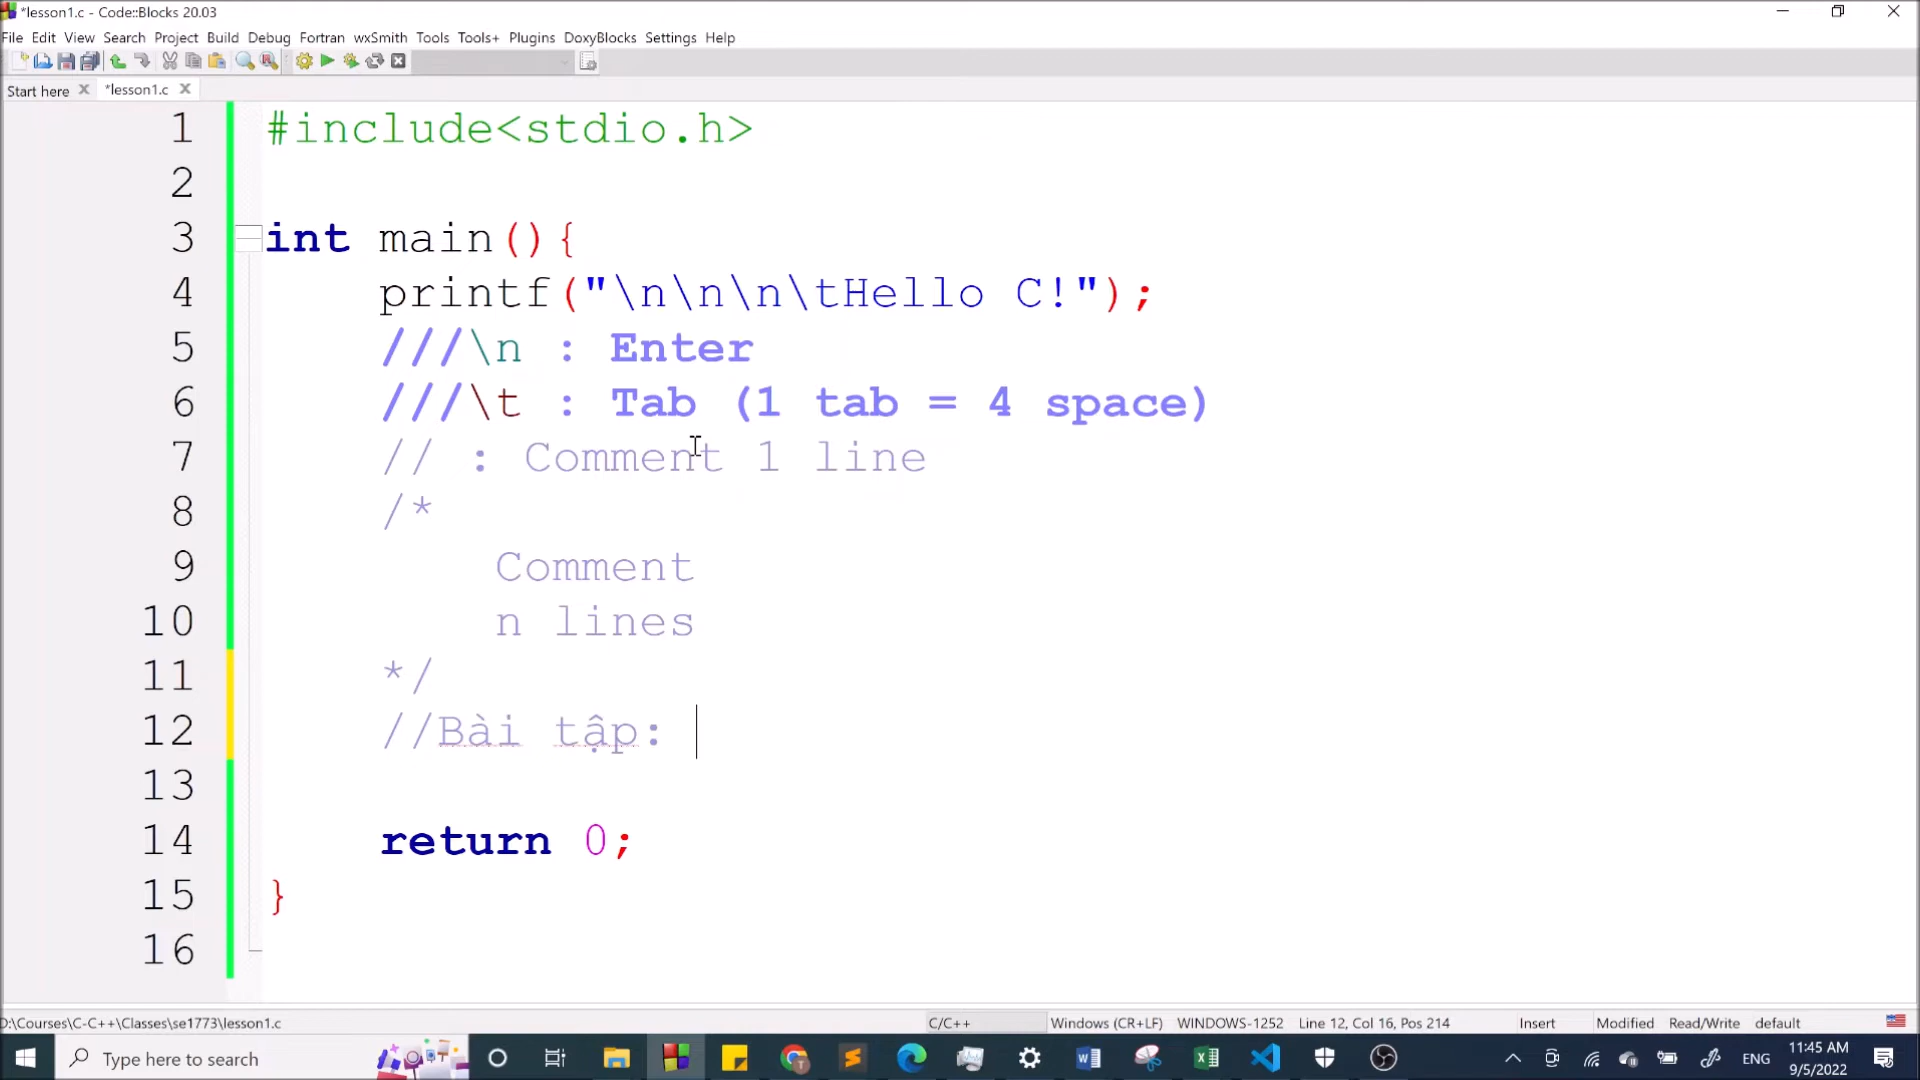 *lesson1.c - Code::Blocks 20.03
File Edit View Search Project Build Debug Fortran wxSmith Tools Tools+ Plugins DoxyBlocks Settings Help
Start here *lesson1.c
1 #include<stdio.h>
2
3 int main(){
4 printf("\n\n\n\tHello C!");
5 ///\n : Enter
6 ///\t : Tab (1 tab = 4 space)
7 // : Comment 1 line
8 /*
9 Comment
10 n lines
11 */
12 //Bài tập:
13
14 return 0;
15 }
16
D:\Courses\C-C++\Classes\se1773\lesson1.c C/C++ Windows (CR+LF) WINDOWS-1252 Line 12, Col 16, Pos 214 Insert Modified Read/Write default
Type here to search ENG 11:45 AM
9/5/2022